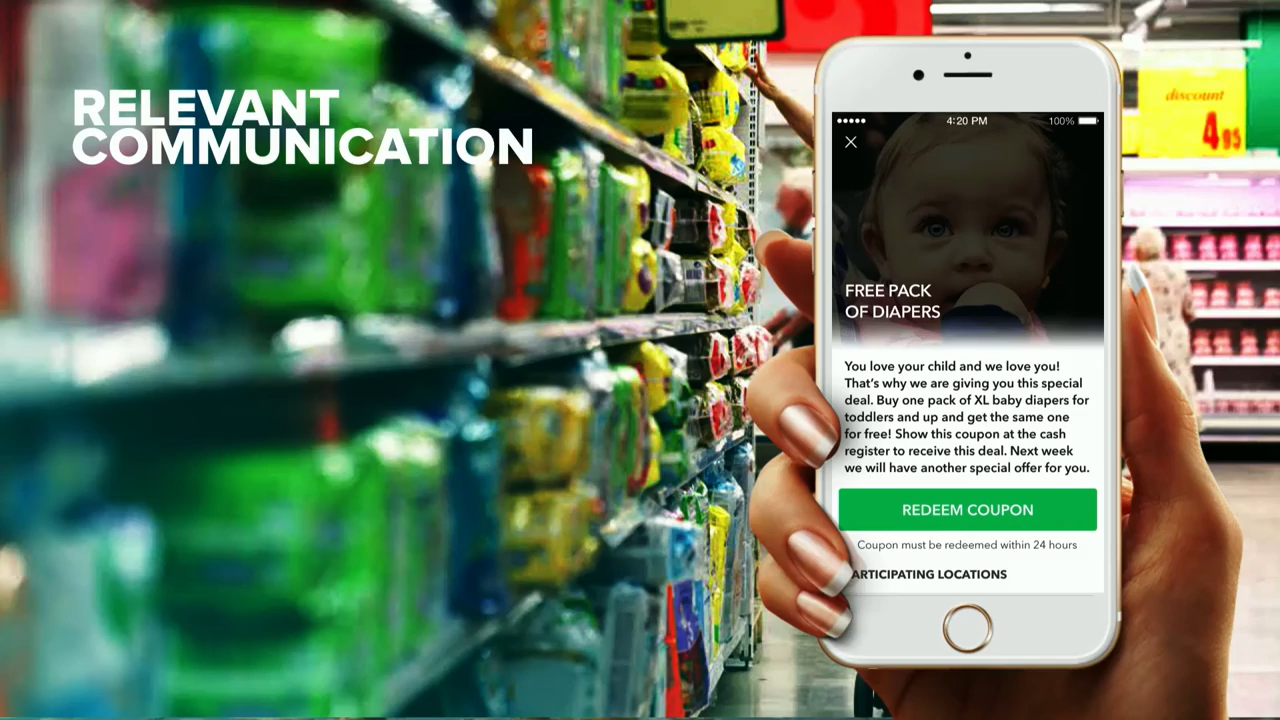 RELEVANT
COMMUNICATION
discount
4 95
4:20 PM
100%
FREE PACK
OF DIAPERS
You love your child and we love you!
That's why we are giving you this special
deal. Buy one pack of XL baby diapers for
toddlers and up and get the same one
for free! Show this coupon at the cash
register to receive this deal. Next week
we will have another special offer for you.
REDEEM COUPON
Coupon must be redeemed within 24 hours
ARTICIPATING LOCATIONS